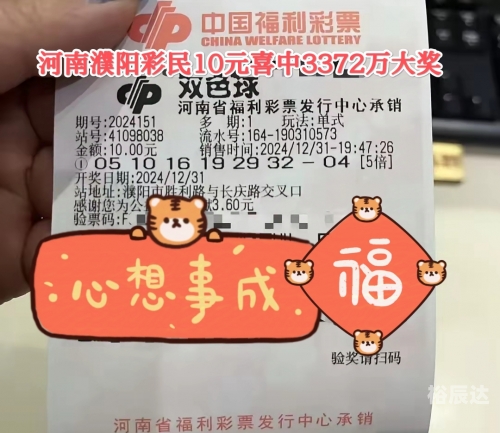 中国福利彩票
CHINA WELFARE LOTTERY
河南濮阳彩民10元喜中3372万大奖
双色球
河南省福利彩票发行中心承销
期号:2024151 多 期:1 玩法:单式
站号:41098038 流水号:164-190310573
金额:10.00元 销售时间:2024/12/31-19:47:26
① 05 10 16 19 29 32 - 04 [5倍]
开奖日期:2024/12/31
站地址:濮阳市胜利路与长庆路交叉口
感谢您为公 3.60元
验票码:F
心想事成
福
验奖请扫码
裕辰达
河南省福利彩票发行中心承销